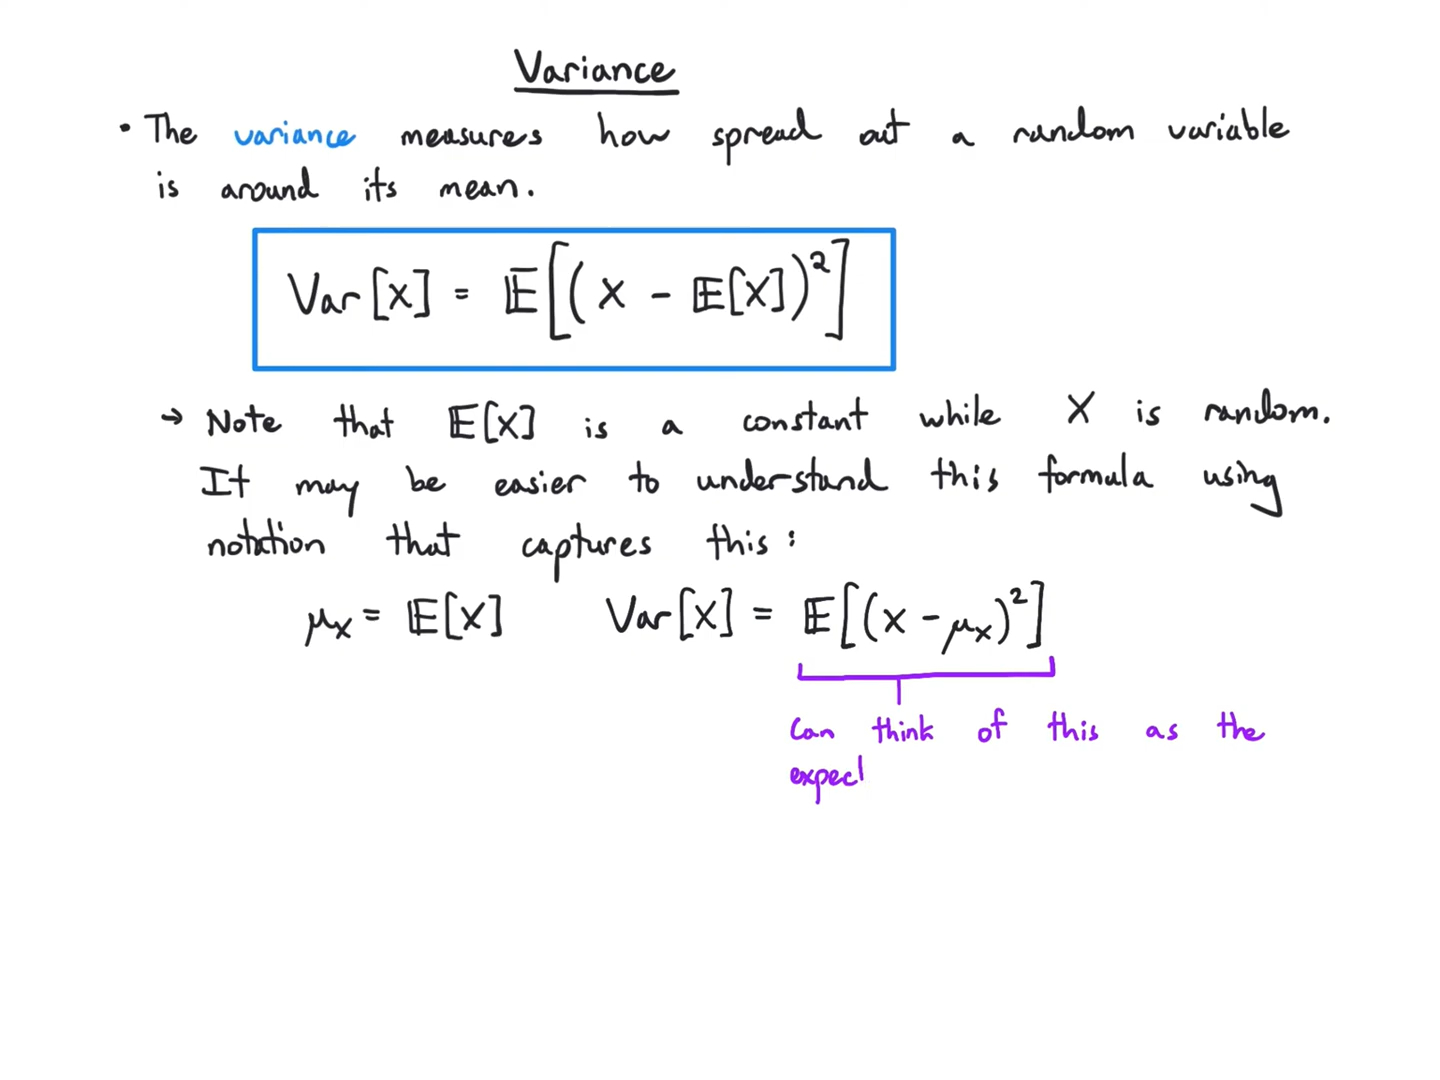 Variance
• The variance measures how spread out a random variable
is around its mean.
Var[X] = 𝔼[(X - 𝔼[X])²]
→ Note that 𝔼[X] is a constant while X is random.
It may be easier to understand this formula using
notation that captures this:
μₓ = 𝔼[X] Var[X] = 𝔼[(X - μₓ)²]
Can think of this as the
expec